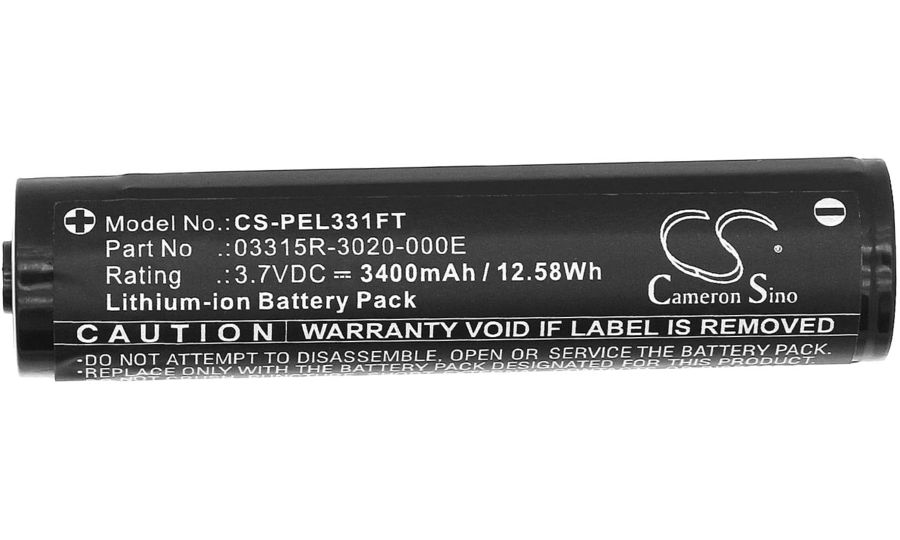 Model No.:CS-PEL331FT
Part No :03315R-3020-000E
Rating :3.7VDC ⎓ 3400mAh / 12.58Wh
Lithium-ion Battery Pack
CS ®
Cameron Sino
CAUTION WARRANTY VOID IF LABEL IS REMOVED
-DO NOT ATTEMPT TO DISASSEMBLE, OPEN OR SERVICE THE BATTERY PACK.
-REPLACE ONLY WITH THE BATTERY PACK DESIGNATED FOR THIS PRODUCT.